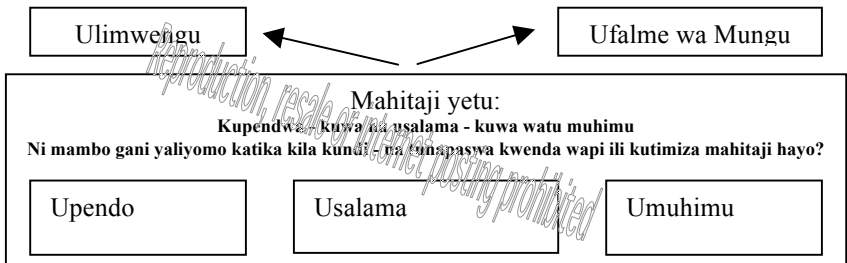 Ulimwengu Ufalme wa Mungu
Mahitaji yetu:
Kupendwa - kuwa na usalama - kuwa watu muhimu
Ni mambo gani yaliyomo katika kila kundi - na tunapaswa kwenda wapi ili kutimiza mahitaji hayo?
Upendo Usalama Umuhimu
Reproduction, resale or internet posting prohibited